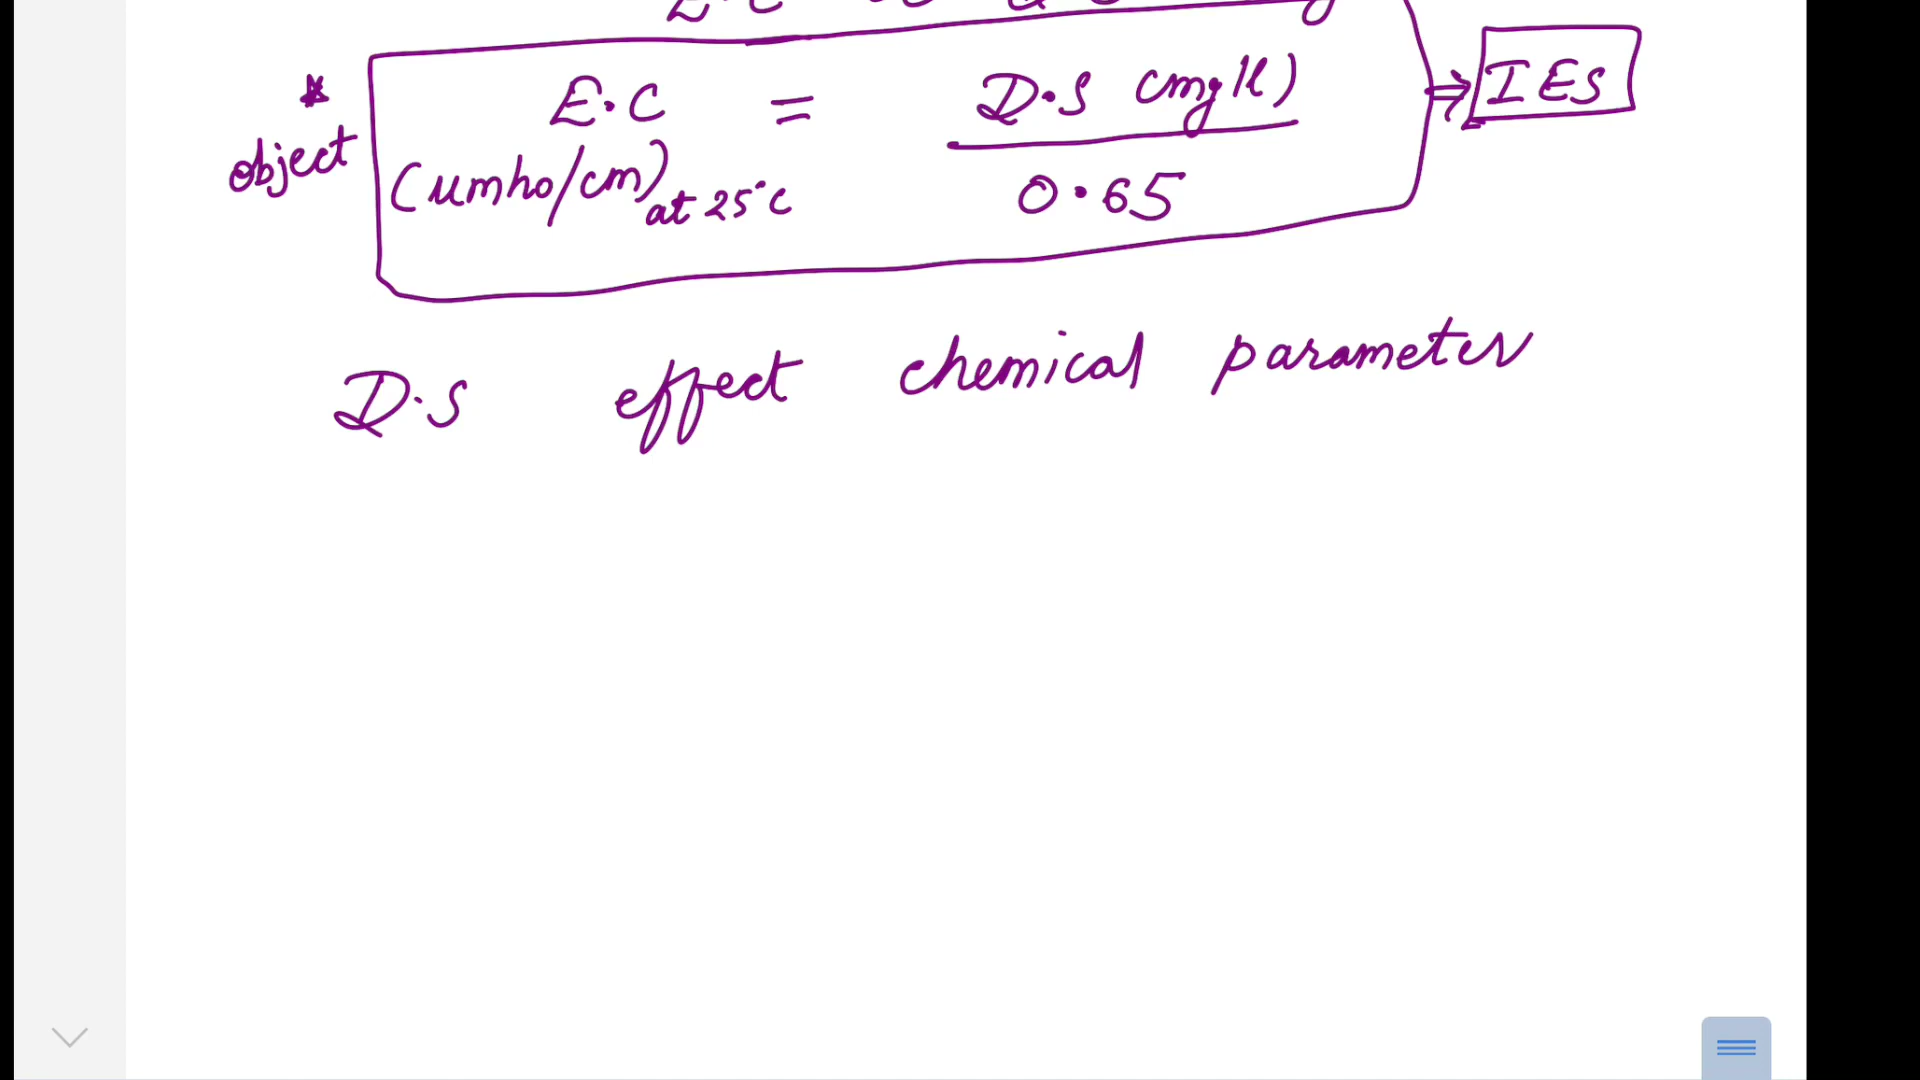 E.C = D.S (mg/l) ⇒ IES
* object (umho/cm) at 25°C 0.65
D.S effect chemical parameter